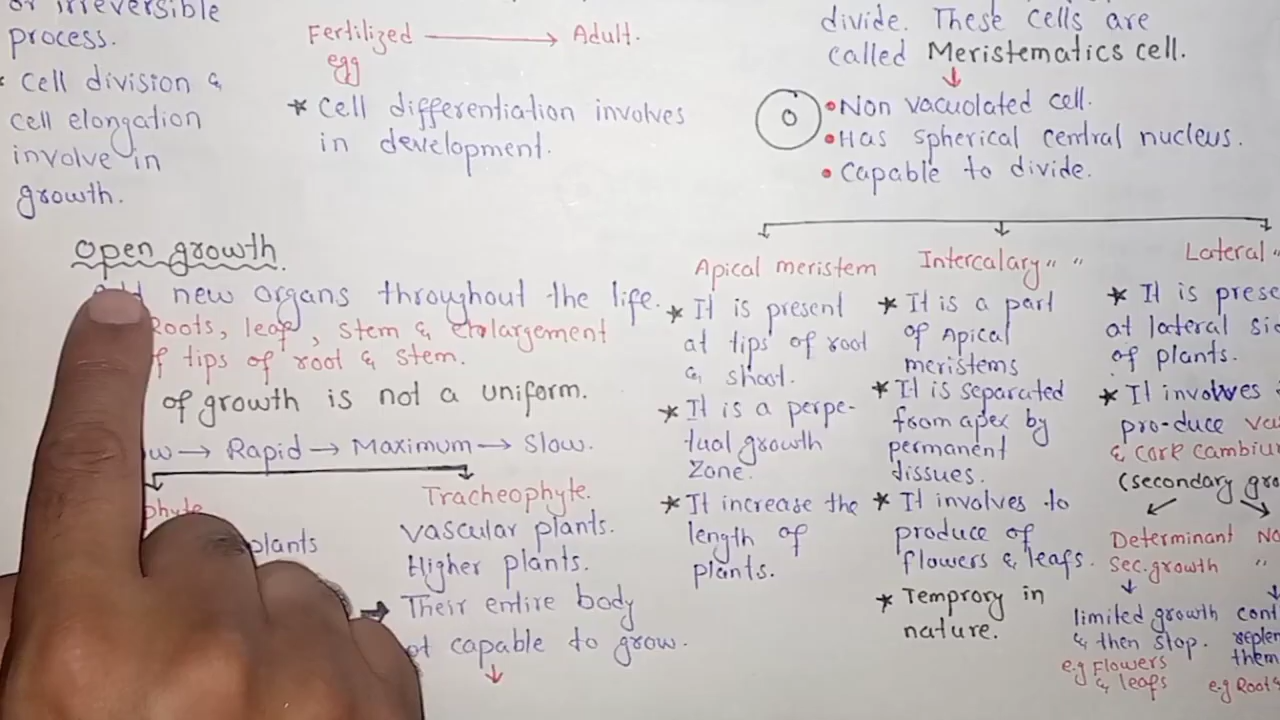 or irreversible
process.
Cell division &
cell elongation
involve in
growth.
Fertilized → Adult.
egg
* Cell differentiation involves
in development.
divide. These cells are
called Meristematics cell.
• Non vacuolated cell.
• Has spherical central nucleus.
• Capable to divide.
Open growth.
new organs throughout the life.
Roots, leaf, stem & enlargement
of tips of root & stem.
of growth is not a uniform.
→ Rapid → Maximum → Slow.
plants
Tracheophyte.
vascular plants.
Higher plants.
→ Their entire body
capable to grow.
Apical meristem
* It is present
at tips of root
& shoot.
* It is a perpe-
tual growth
zone.
* It increase the
length of
plants.
Intercalary " "
* It is a part
of Apical
meristems
* It is separated
from apex by
permanent
tissues.
* It involves to
produce of
flowers & leafs.
* Temprory in
nature.
Lateral "
* It is prese
at lateral si
of plants.
* It involves
pro-duce
& cork cambiu
(secondary gro
Determinant
Sec. growth "
limited growth
& then stop.
e.g Flowers
& leafs
cont
replen
them
e.g Roots